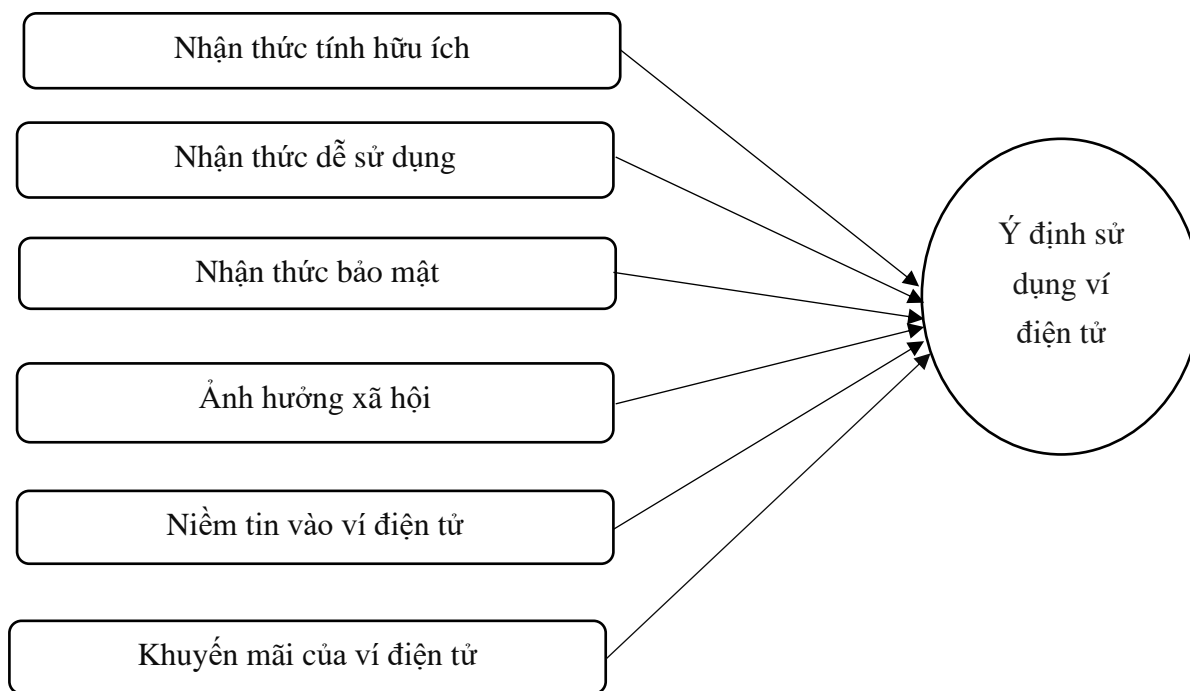 Nhận thức tính hữu ích
Nhận thức dễ sử dụng
Nhận thức bảo mật
Ảnh hưởng xã hội
Niềm tin vào ví điện tử
Khuyến mãi của ví điện tử
Ý định sử
dụng ví
điện tử